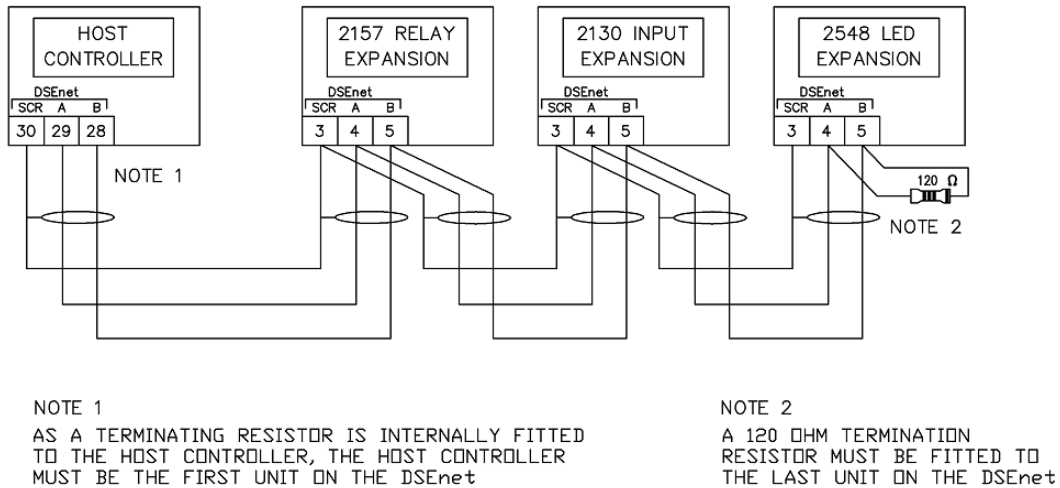 HOST
CONTROLLER
DSEnet
SCR A B
30 29 28
2157 RELAY
EXPANSION
DSEnet
SCR A B
3 4 5
2130 INPUT
EXPANSION
DSEnet
SCR A B
3 4 5
2548 LED
EXPANSION
DSEnet
SCR A B
3 4 5
NOTE 1
120 Ω
NOTE 2
NOTE 1
AS A TERMINATING RESISTOR IS INTERNALLY FITTED
TO THE HOST CONTROLLER, THE HOST CONTROLLER
MUST BE THE FIRST UNIT ON THE DSEnet
NOTE 2
A 120 OHM TERMINATION
RESISTOR MUST BE FITTED TO
THE LAST UNIT ON THE DSEnet